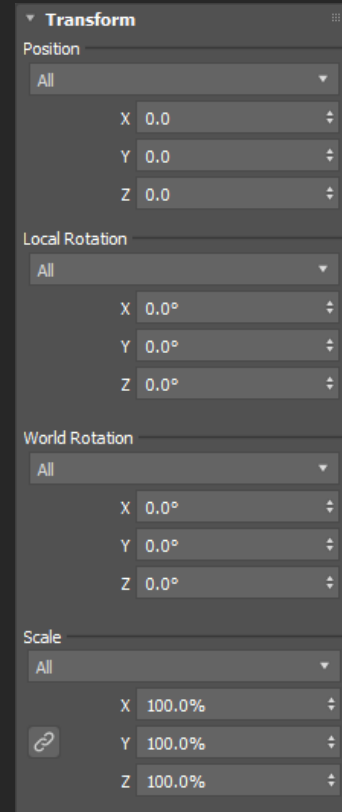 Transform
Position
All
X 0.0
Y 0.0
Z 0.0
Local Rotation
All
X 0.0°
Y 0.0°
Z 0.0°
World Rotation
All
X 0.0°
Y 0.0°
Z 0.0°
Scale
All
X 100.0%
Y 100.0%
Z 100.0%